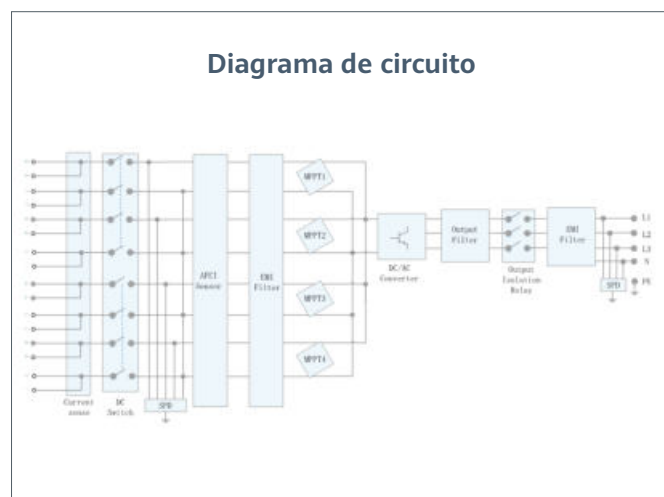 Diagrama de circuito
MPPT1
MPPT2
MPPT3
MPPT4
AFCI
Sensor
EMI
Filter
Current
sense
DC
Switch
SPD
DC/AC
Converter
Output
Filter
Output
Isolation
Relay
EMI
Filter
L1
L2
L3
N
PE
SPD